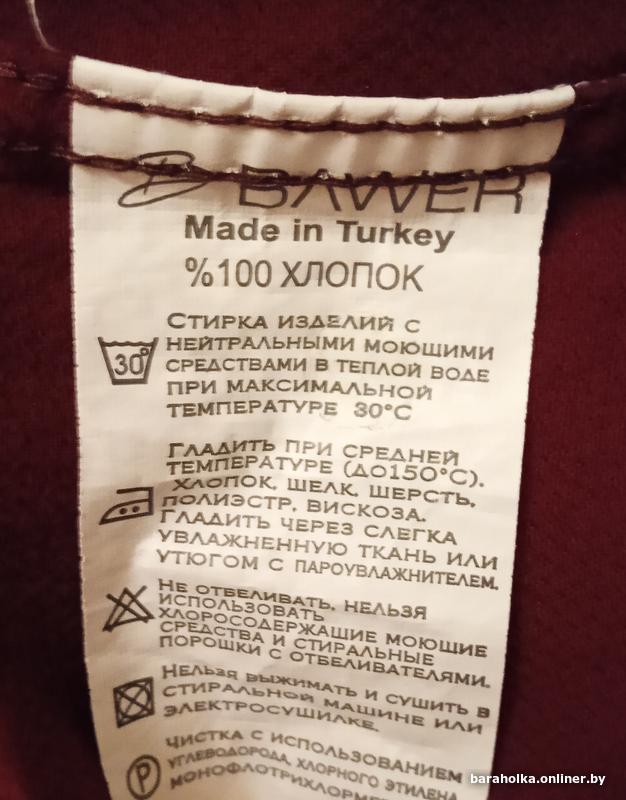 B BAWER
Made in Turkey
%100 ХЛОПОК
СТИРКА ИЗДЕЛИЙ С
НЕЙТРАЛЬНЫМИ МОЮЩИМИ
СРЕДСТВАМИ В ТЕПЛОЙ ВОДЕ
ПРИ МАКСИМАЛЬНОЙ
ТЕМПЕРАТУРЕ 30°С
30°
ГЛАДИТЬ ПРИ СРЕДНЕЙ
ТЕМПЕРАТУРЕ (ДО150°С).
ХЛОПОК, ШЕЛК, ШЕРСТЬ,
ПОЛИЭСТР, ВИСКОЗА.
ГЛАДИТЬ ЧЕРЕЗ СЛЕГКА
УВЛАЖНЕННУЮ ТКАНЬ ИЛИ
УТЮГОМ С ПАРОУВЛАЖНИТЕЛЕМ.
НЕ ОТБЕЛИВАТЬ, НЕЛЬЗЯ
ИСПОЛЬЗОВАТЬ
ХЛОРОСОДЕРЖАЩИЕ МОЮЩИЕ
СРЕДСТВА И СТИРАЛЬНЫЕ
ПОРОШКИ С ОТБЕЛИВАТЕЛЯМИ.
НЕЛЬЗЯ ВЫЖИМАТЬ И СУШИТЬ В
СТИРАЛЬНОЙ МАШИНЕ ИЛИ
ЭЛЕКТРОСУШИЛКЕ.
ЧИСТКА С ИСПОЛЬЗОВАНИЕМ
УГЛЕВОДОРОДА, ХЛОРНОГО ЭТИЛЕНА
P
baraholka.onliner.by